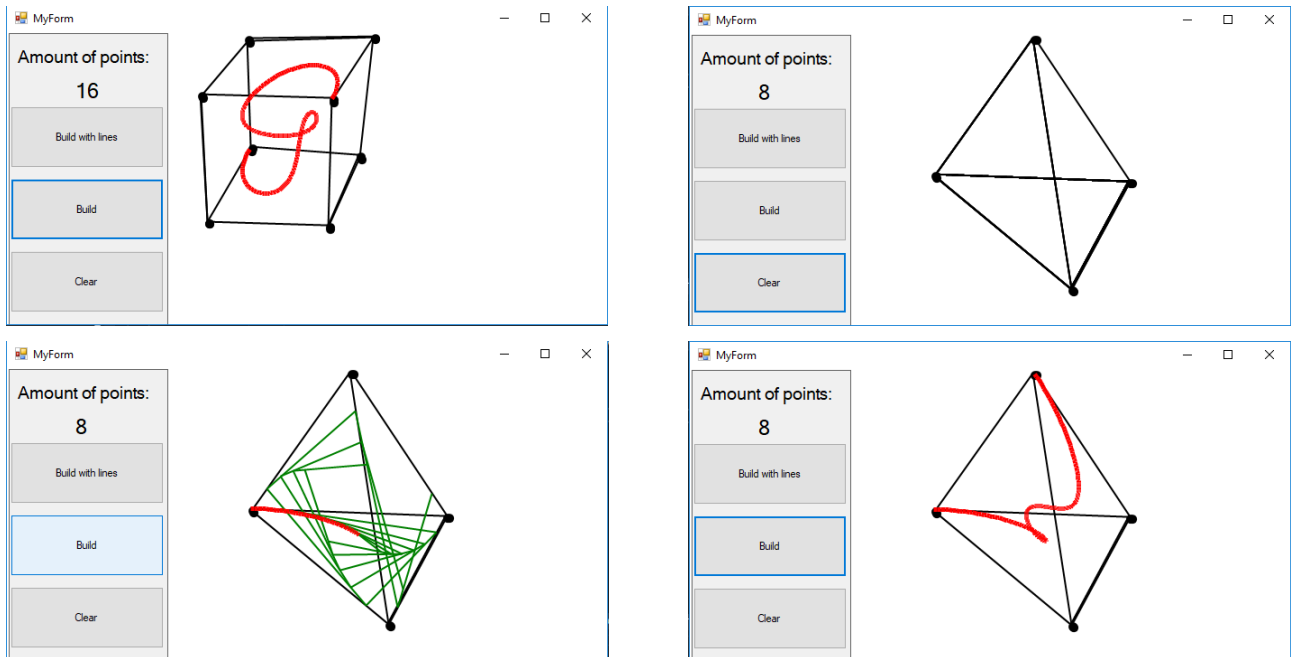 MyForm
Amount of points:
16
Build with lines
Build
Clear
MyForm
Amount of points:
8
Build with lines
Build
Clear
MyForm
Amount of points:
8
Build with lines
Build
Clear
MyForm
Amount of points:
8
Build with lines
Build
Clear